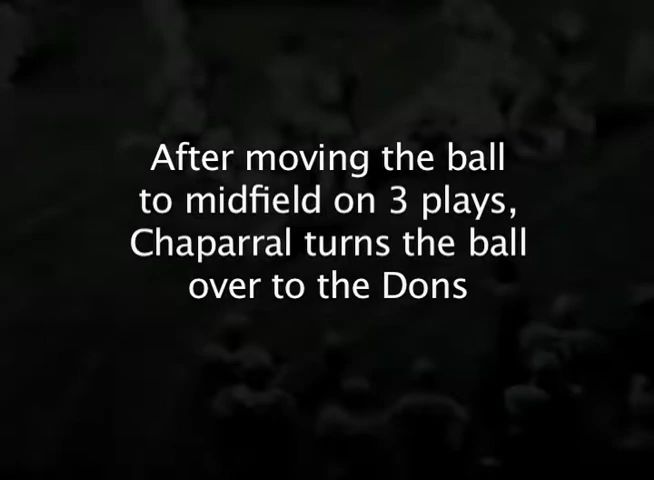 After moving the ball
to midfield on 3 plays,
Chaparral turns the ball
over to the Dons